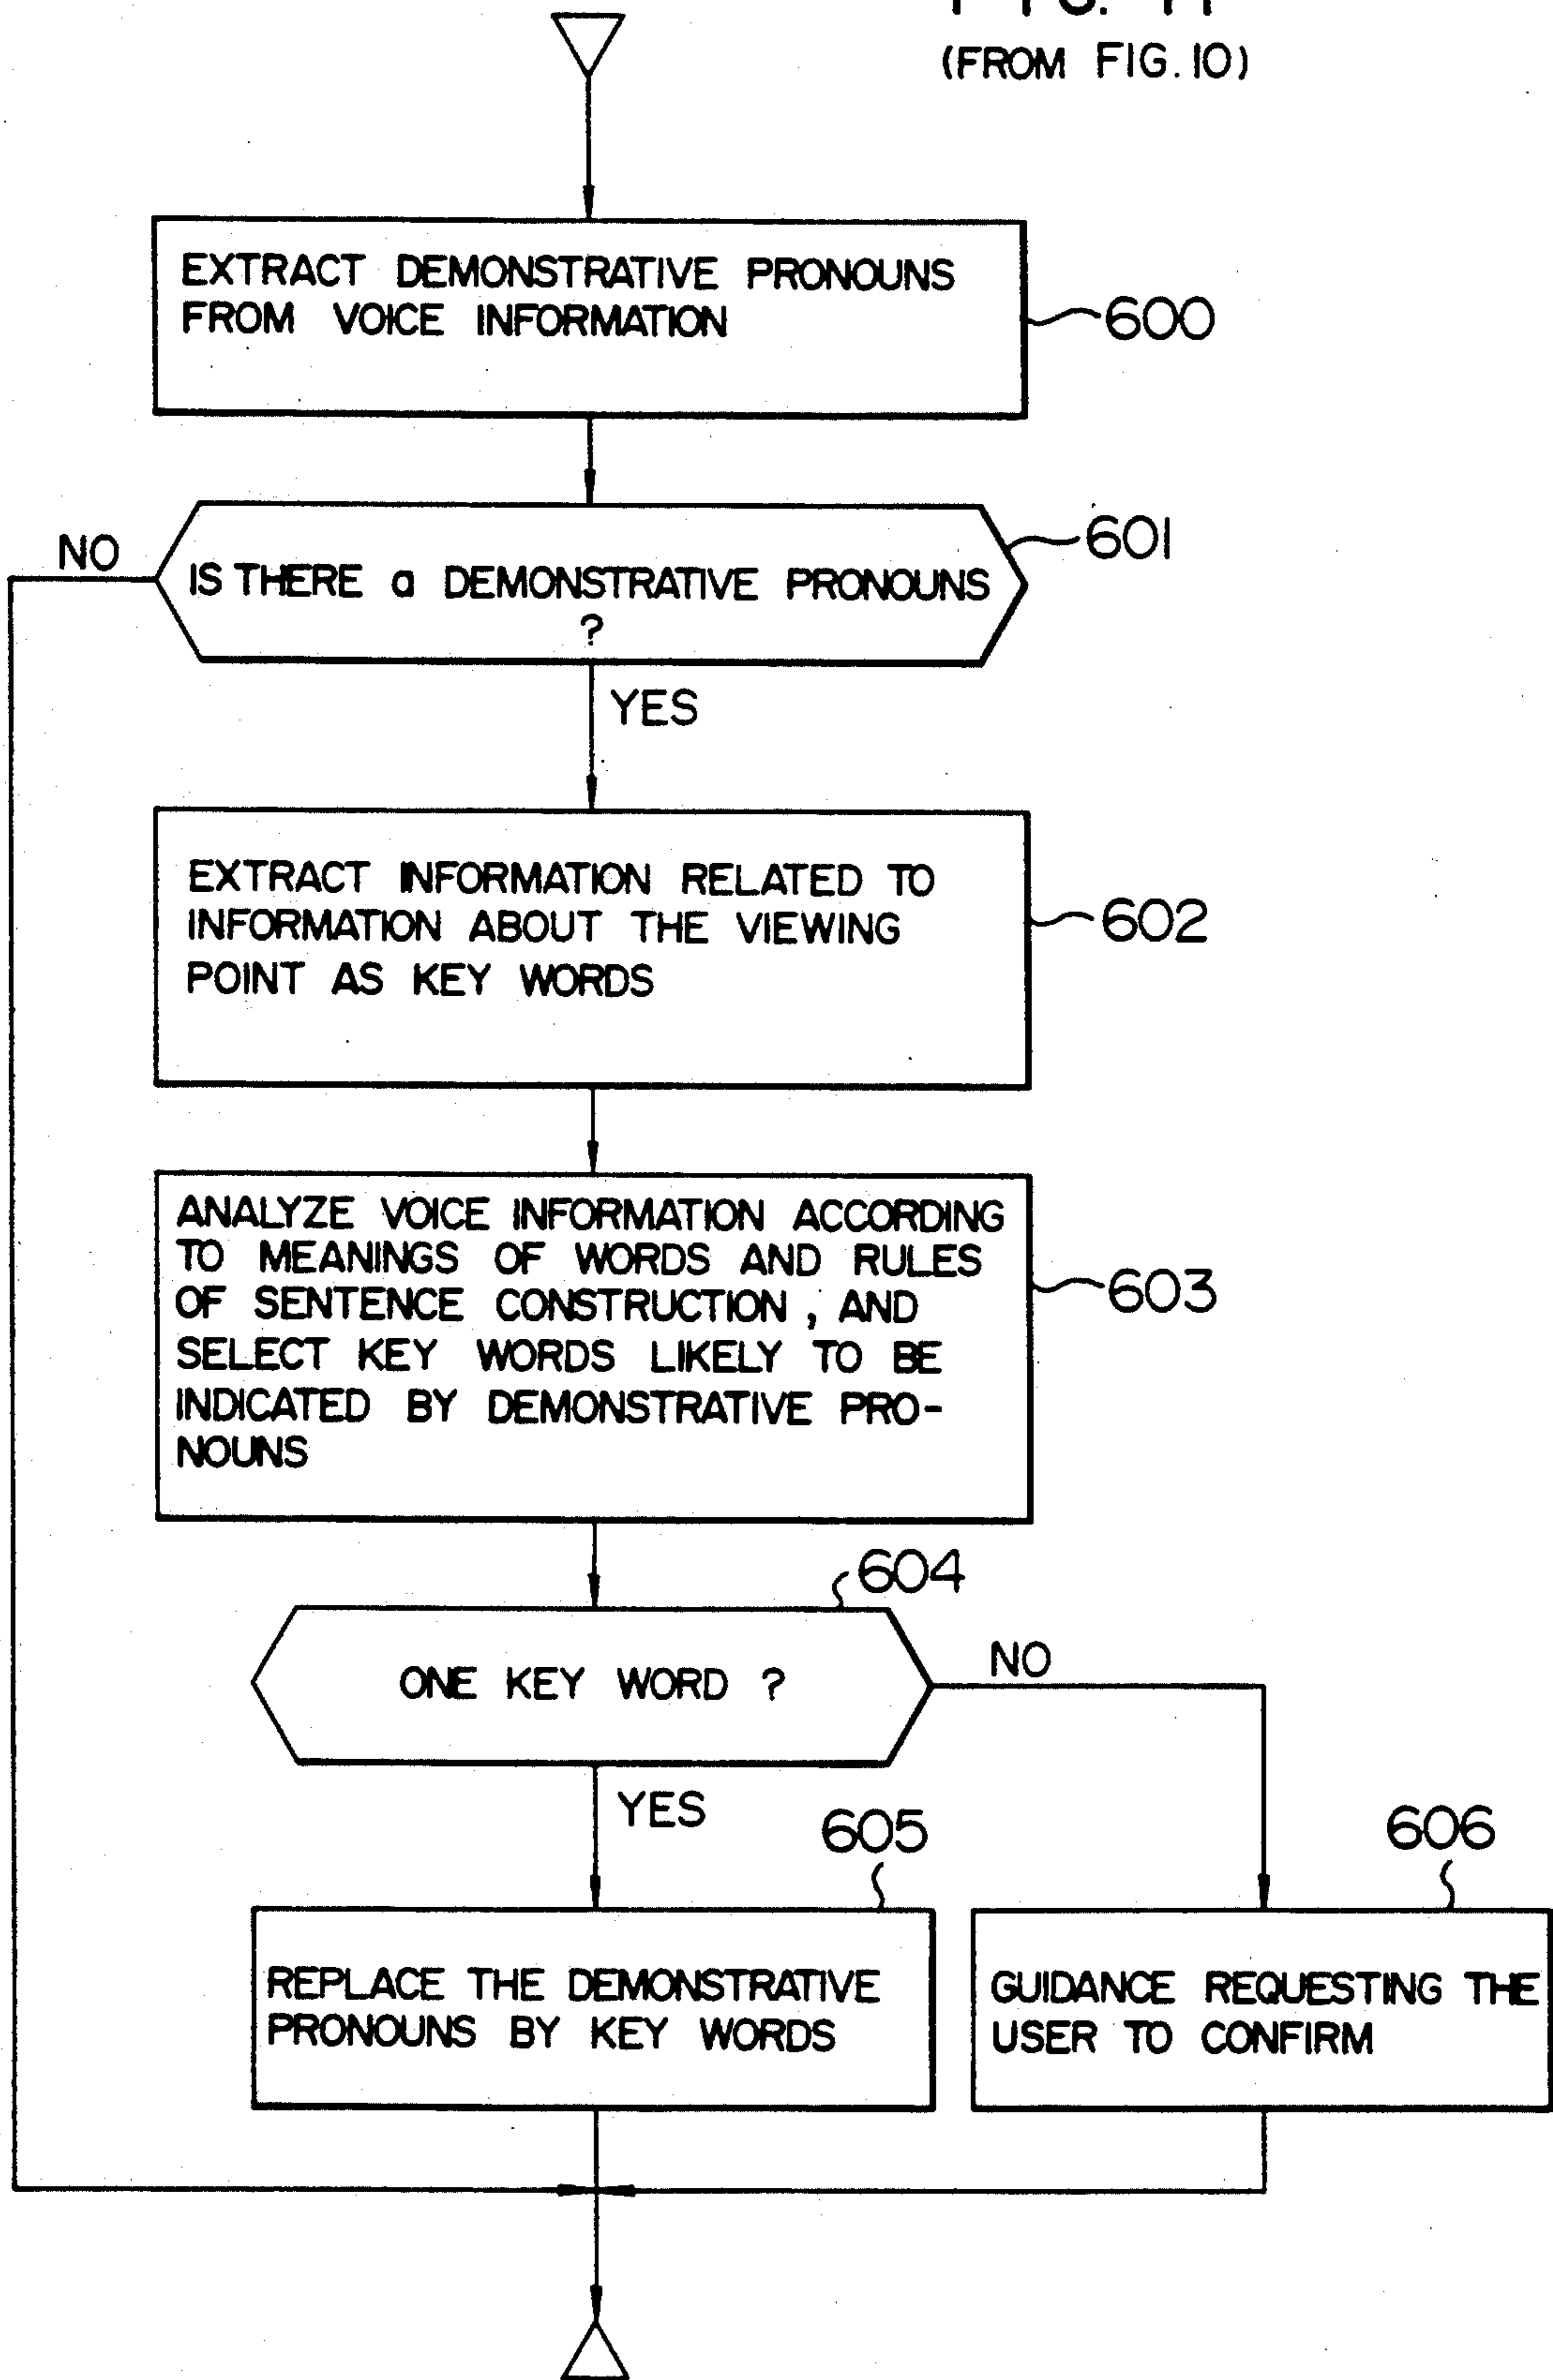 (FROM FIG. 10)
EXTRACT DEMONSTRATIVE PRONOUNS
FROM VOICE INFORMATION
600
601
NO
IS THERE a DEMONSTRATIVE PRONOUNS
?
YES
EXTRACT INFORMATION RELATED TO
INFORMATION ABOUT THE VIEWING
POINT AS KEY WORDS
602
ANALYZE VOICE INFORMATION ACCORDING
TO MEANINGS OF WORDS AND RULES
OF SENTENCE CONSTRUCTION, AND
SELECT KEY WORDS LIKELY TO BE
INDICATED BY DEMONSTRATIVE PRO-
NOUNS
603
604
ONE KEY WORD ?
NO
YES
605
606
REPLACE THE DEMONSTRATIVE
PRONOUNS BY KEY WORDS
GUIDANCE REQUESTING THE
USER TO CONFIRM